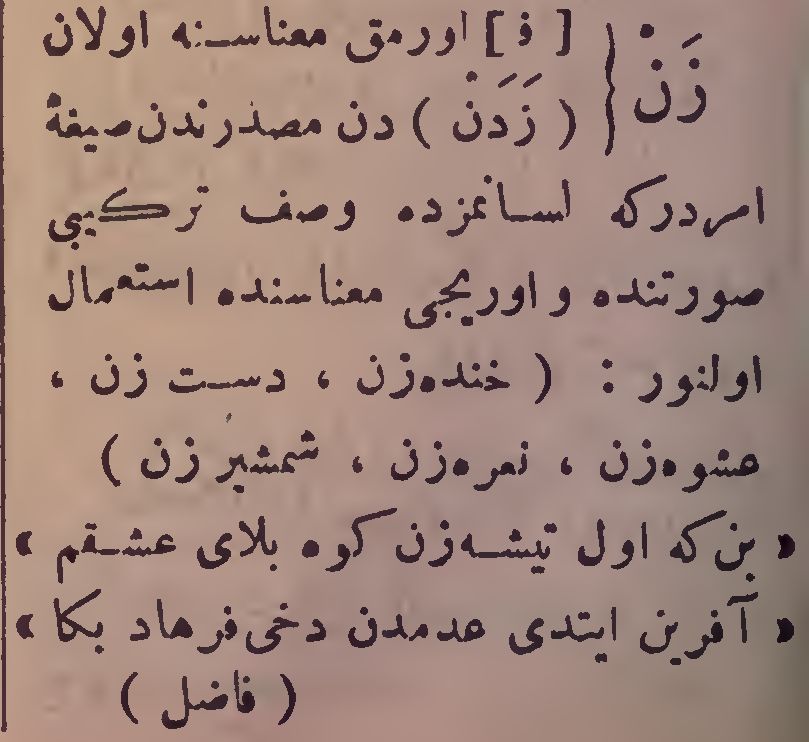 زَنْ { [ ف ] اورمق معناسنه اولان
( زَدَنْ ) دن مصدرندن صیغهٔ
امردرکه لسانمزده وصف ترکیبی
صورتنده واوریجی معناسنده استعمال
اولنور : ( خنده‌زن ، دست زن ،
عشوه‌زن ، نعره‌زن ، شمشیر زن )
« بن که اول تیشه‌زن کوه بلای عشقم »
« آفرین ایتدی عدمدن دخی فرهاد بکا »
( فاضل )